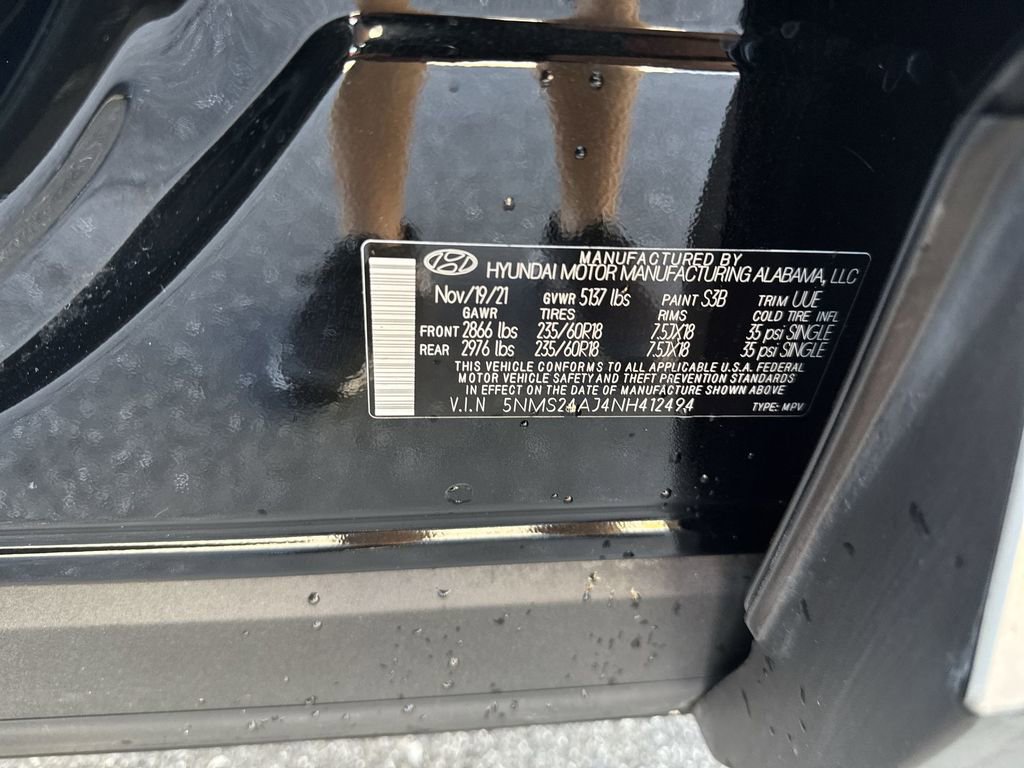 MANUFACTURED BY
HYUNDAI MOTOR MANUFACTURING ALABAMA, LLC
Nov/19/21 GVWR 5137 lbs PAINT S3B TRIM UUE
GAWR TIRES RIMS COLD TIRE INFL
FRONT 2866 lbs 235/60R18 7.5JX18 35 psi SINGLE
REAR 2976 lbs 235/60R18 7.5JX18 35 psi SINGLE
THIS VEHICLE CONFORMS TO ALL APPLICABLE U.S.A. FEDERAL
MOTOR VEHICLE SAFETY AND THEFT PREVENTION STANDARDS
IN EFFECT ON THE DATE OF MANUFACTURE SHOWN ABOVE
V.I.N 5NMS24AJ4NH412494 TYPE: MPV